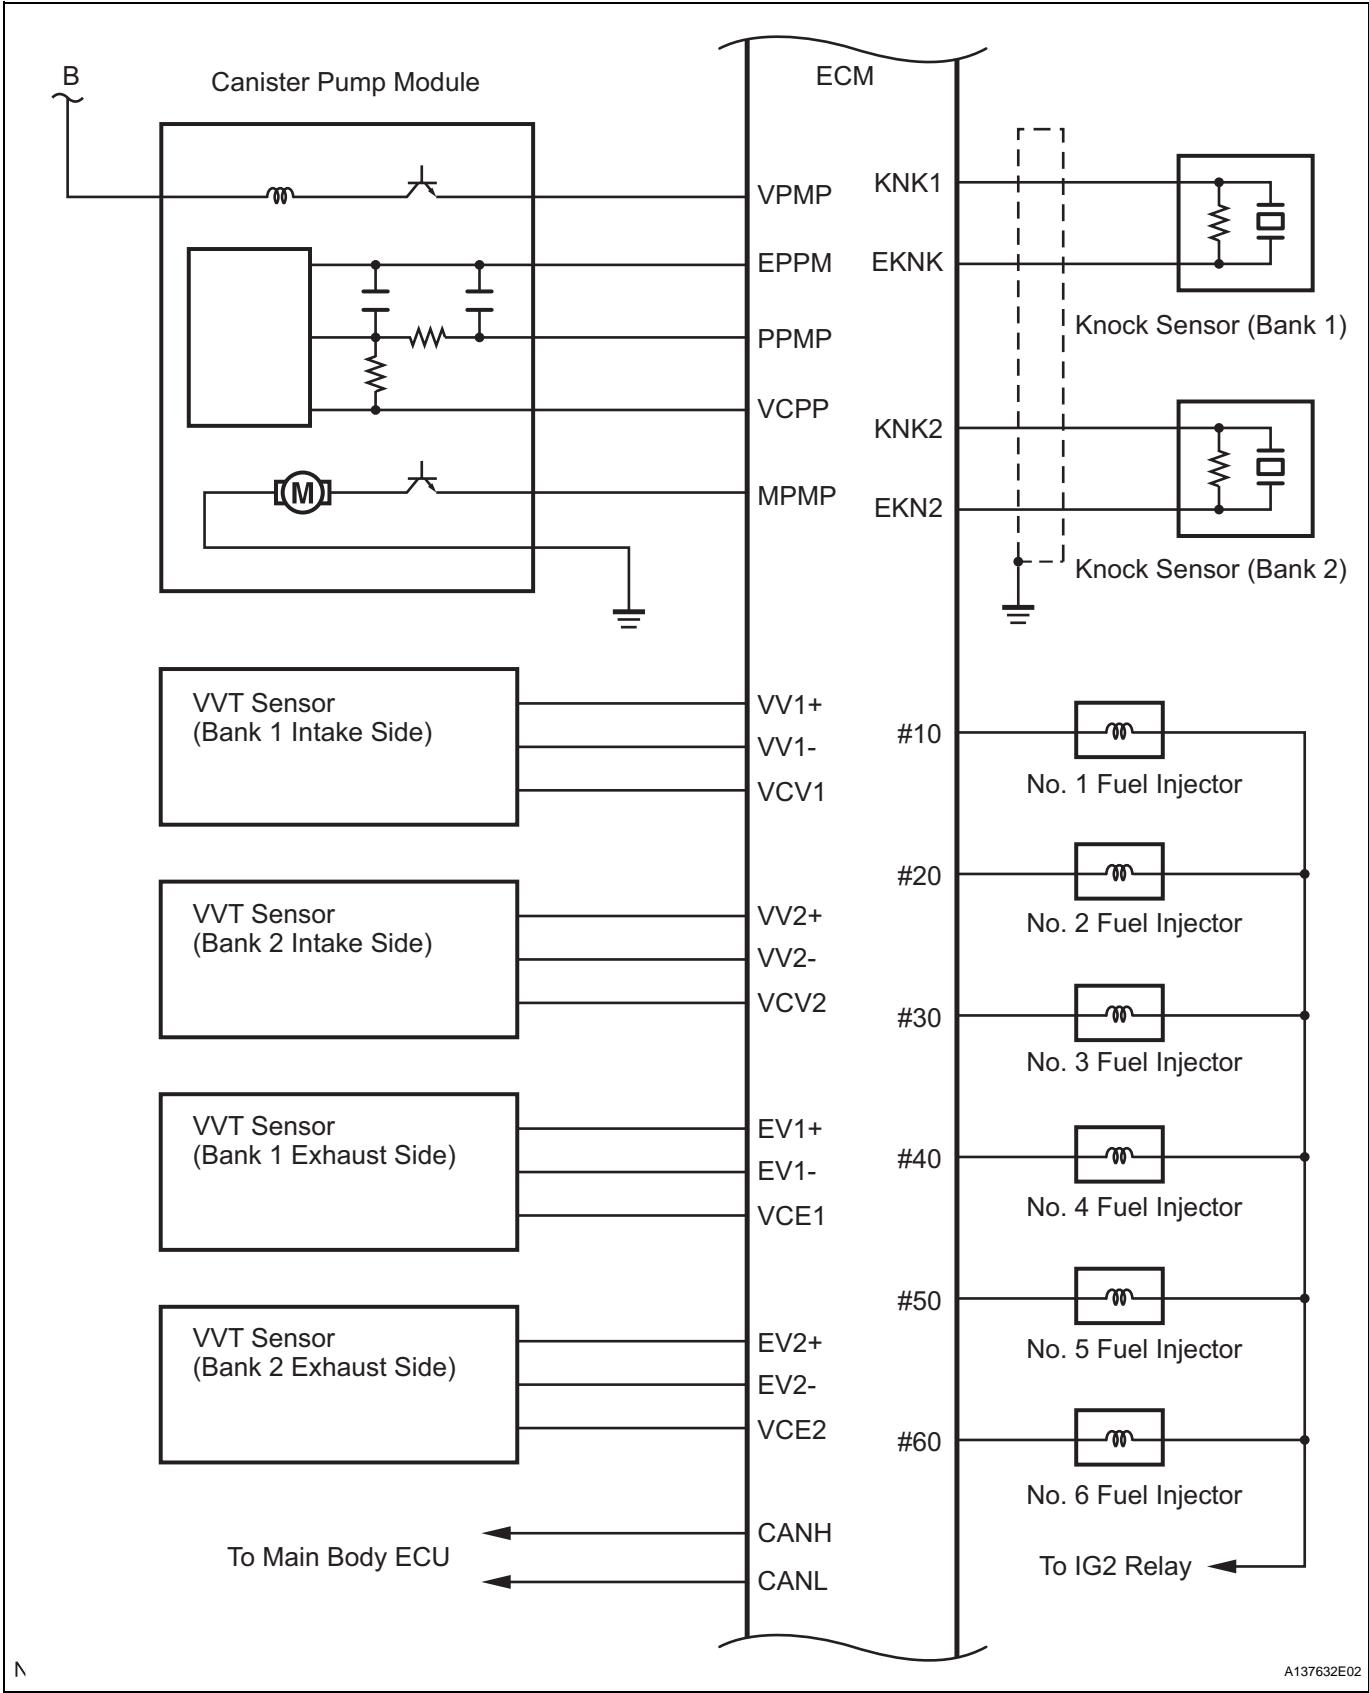 B
Canister Pump Module
ECM
VPMP
EPPM
PPMP
VCPP
M
MPMP
KNK1
EKNK
Knock Sensor (Bank 1)
KNK2
EKN2
Knock Sensor (Bank 2)
VVT Sensor
(Bank 1 Intake Side)
VV1+
VV1-
VCV1
VVT Sensor
(Bank 2 Intake Side)
VV2+
VV2-
VCV2
VVT Sensor
(Bank 1 Exhaust Side)
EV1+
EV1-
VCE1
VVT Sensor
(Bank 2 Exhaust Side)
EV2+
EV2-
VCE2
To Main Body ECU
CANH
CANL
#10
No. 1 Fuel Injector
#20
No. 2 Fuel Injector
#30
No. 3 Fuel Injector
#40
No. 4 Fuel Injector
#50
No. 5 Fuel Injector
#60
No. 6 Fuel Injector
To IG2 Relay
A137632E02